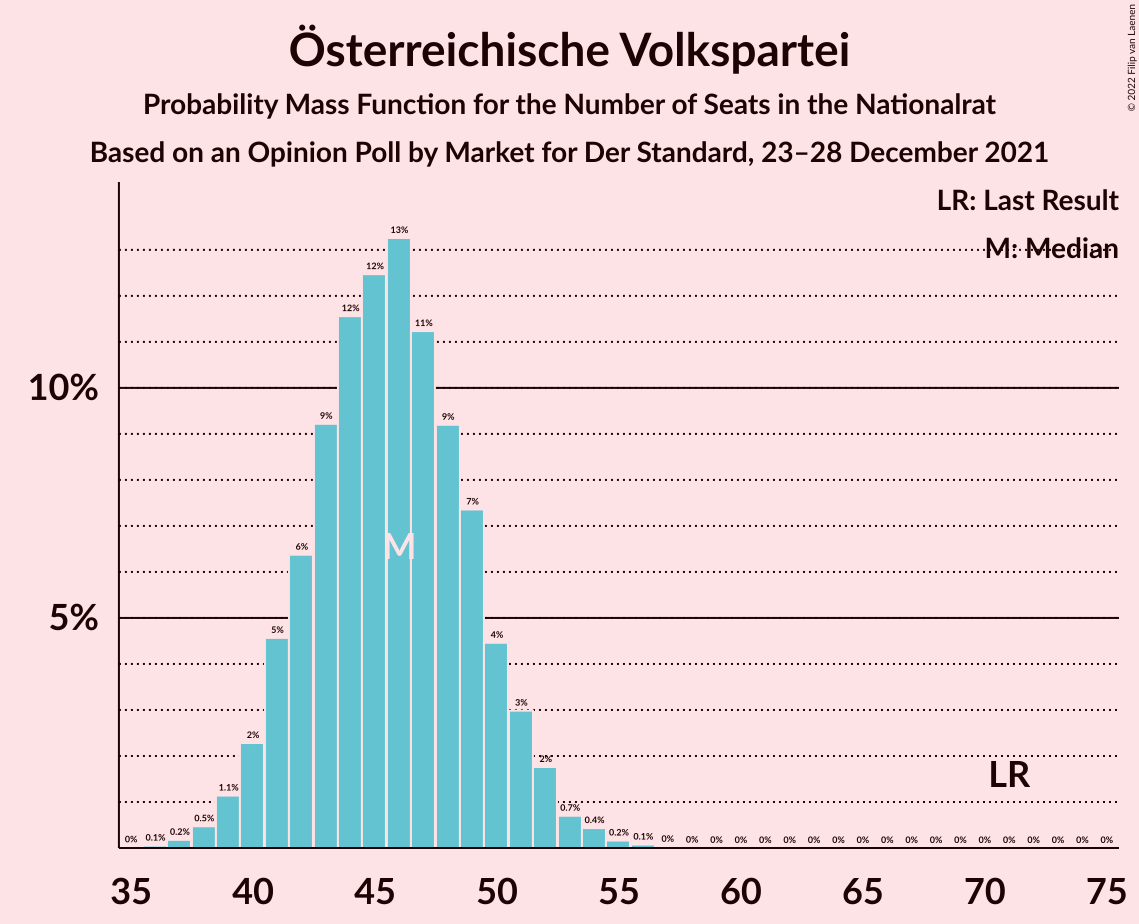 Österreichische Volkspartei
Probability Mass Function for the Number of Seats in the Nationalrat
Based on an Opinion Poll by Market for Der Standard, 23–28 December 2021
© 2022 Filip van Laenen
LR: Last Result
M: Median
10%
5%
0% 0.1% 0.2% 0.5% 1.1% 2% 5% 6% 9% 12% 12% 13% 11% 9% 7% 4% 3% 2% 0.7% 0.4% 0.2% 0.1% 0% 0% 0% 0% 0% 0% 0% 0% 0% 0% 0% 0% 0% 0% 0% 0% 0% 0% 0%
M
LR
35 40 45 50 55 60 65 70 75